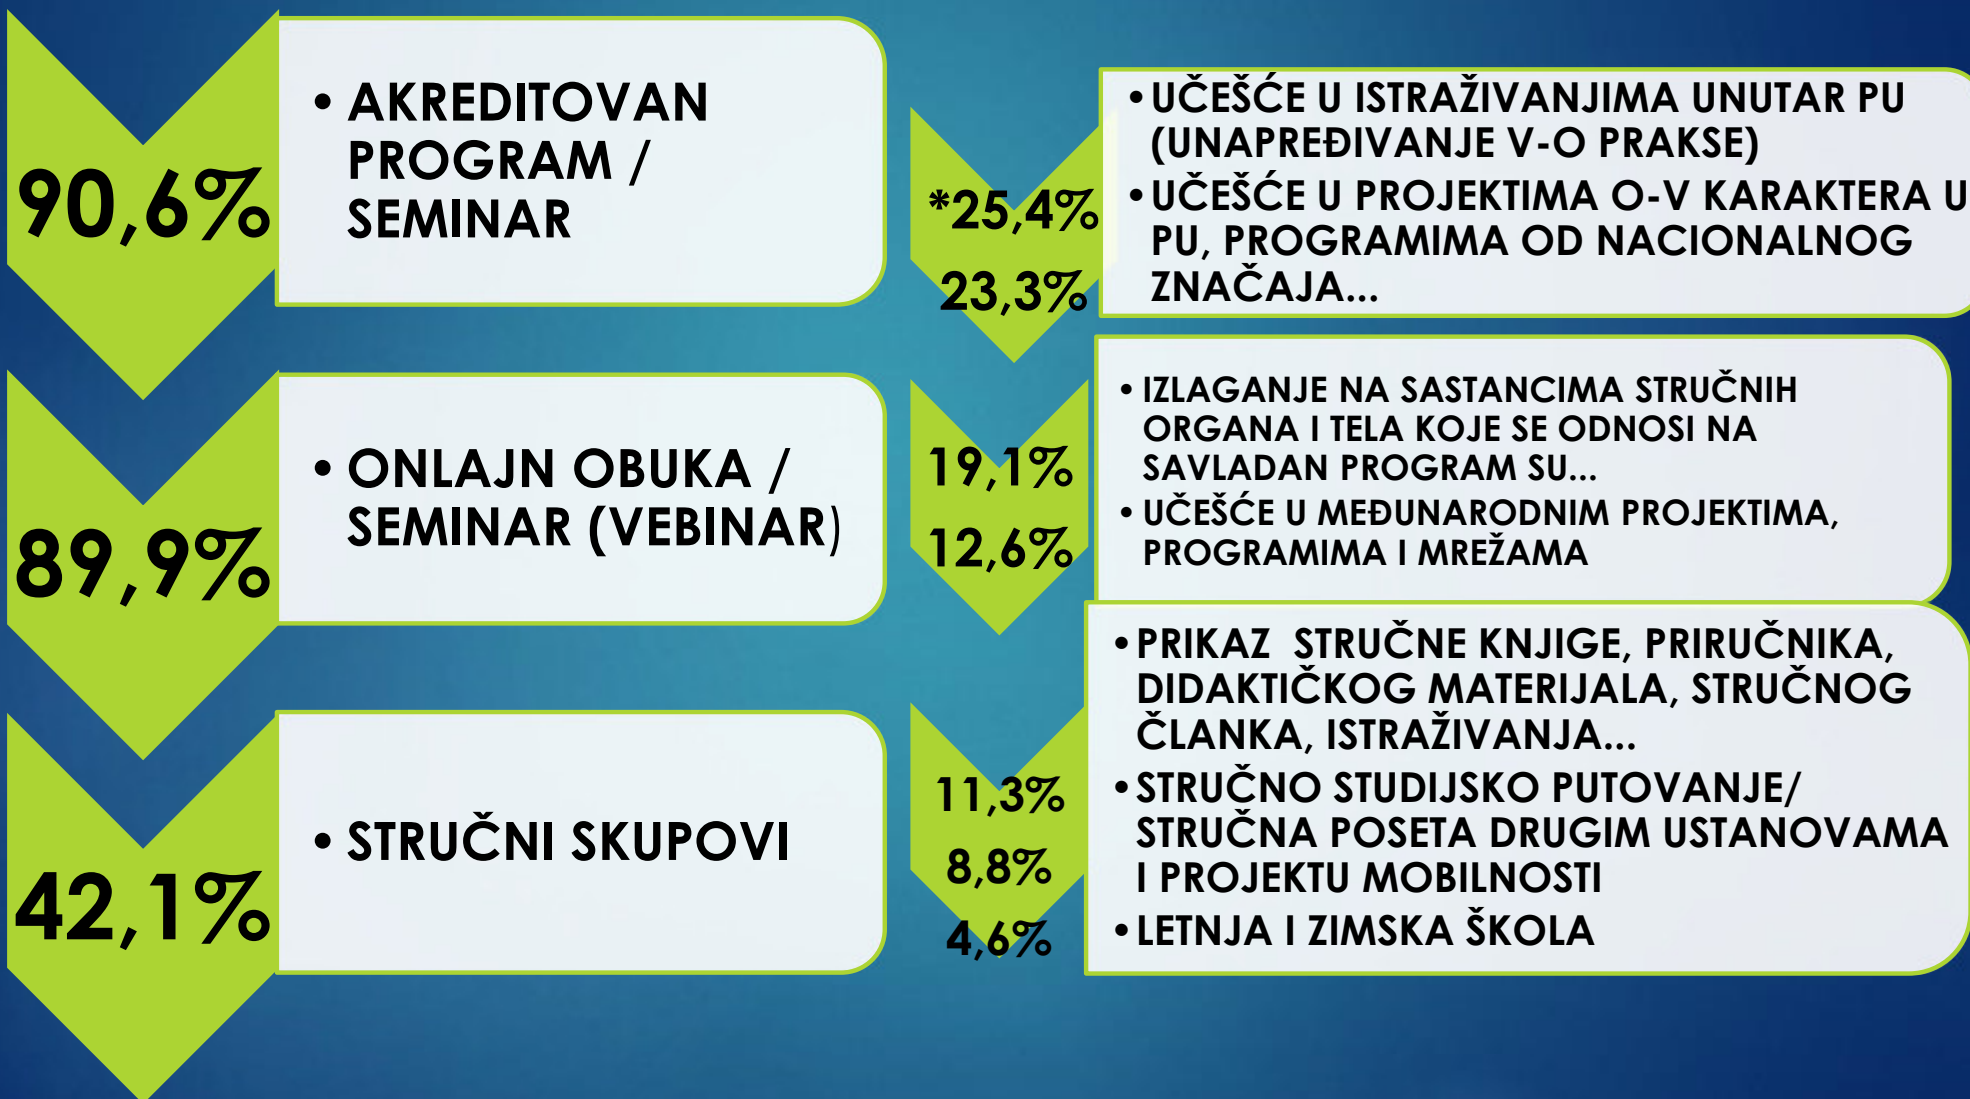 90,6%
• AKREDITOVAN
PROGRAM /
SEMINAR
89,9%
• ONLAJN OBUKA /
SEMINAR (VEBINAR)
42,1%
• STRUČNI SKUPOVI
*25,4%
23,3%
• UČEŠĆE U ISTRAŽIVANJIMA UNUTAR PU
(UNAPREĐIVANJE V-O PRAKSE)
• UČEŠĆE U PROJEKTIMA O-V KARAKTERA U
PU, PROGRAMIMA OD NACIONALNOG
ZNAČAJA...
19,1%
12,6%
• IZLAGANJE NA SASTANCIMA STRUČNIH
ORGANA I TELA KOJE SE ODNOSI NA
SAVLADAN PROGRAM SU...
• UČEŠĆE U MEĐUNARODNIM PROJEKTIMA,
PROGRAMIMA I MREŽAMA
11,3%
8,8%
4,6%
• PRIKAZ  STRUČNE KNJIGE, PRIRUČNIKA,
DIDAKTIČKOG MATERIJALA, STRUČNOG
ČLANKA, ISTRAŽIVANJA...
• STRUČNO STUDIJSKO PUTOVANJE/
STRUČNA POSETA DRUGIM USTANOVAMA
I PROJEKTU MOBILNOSTI
• LETNJA I ZIMSKA ŠKOLA